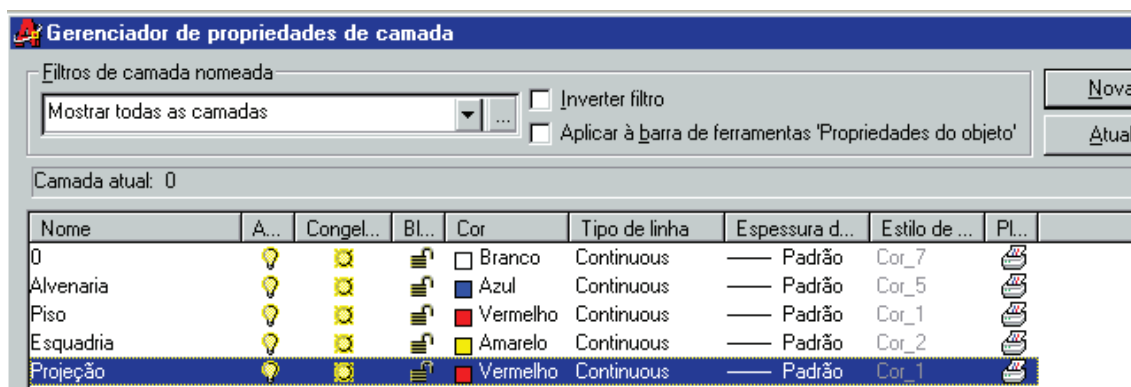 Gerenciador de propriedades de camada
Filtros de camada nomeada
Mostrar todas as camadas ...
Inverter filtro
Aplicar à barra de ferramentas 'Propriedades do objeto'
Nova
Atual
Camada atual: 0
Nome A... Congel... Bl... Cor Tipo de linha Espessura d... Estilo de ... Pl...
0 Branco Continuous Padrão Cor_7
Alvenaria Azul Continuous Padrão Cor_5
Piso Vermelho Continuous Padrão Cor_1
Esquadria Amarelo Continuous Padrão Cor_2
Projeção Vermelho Continuous Padrão Cor_1